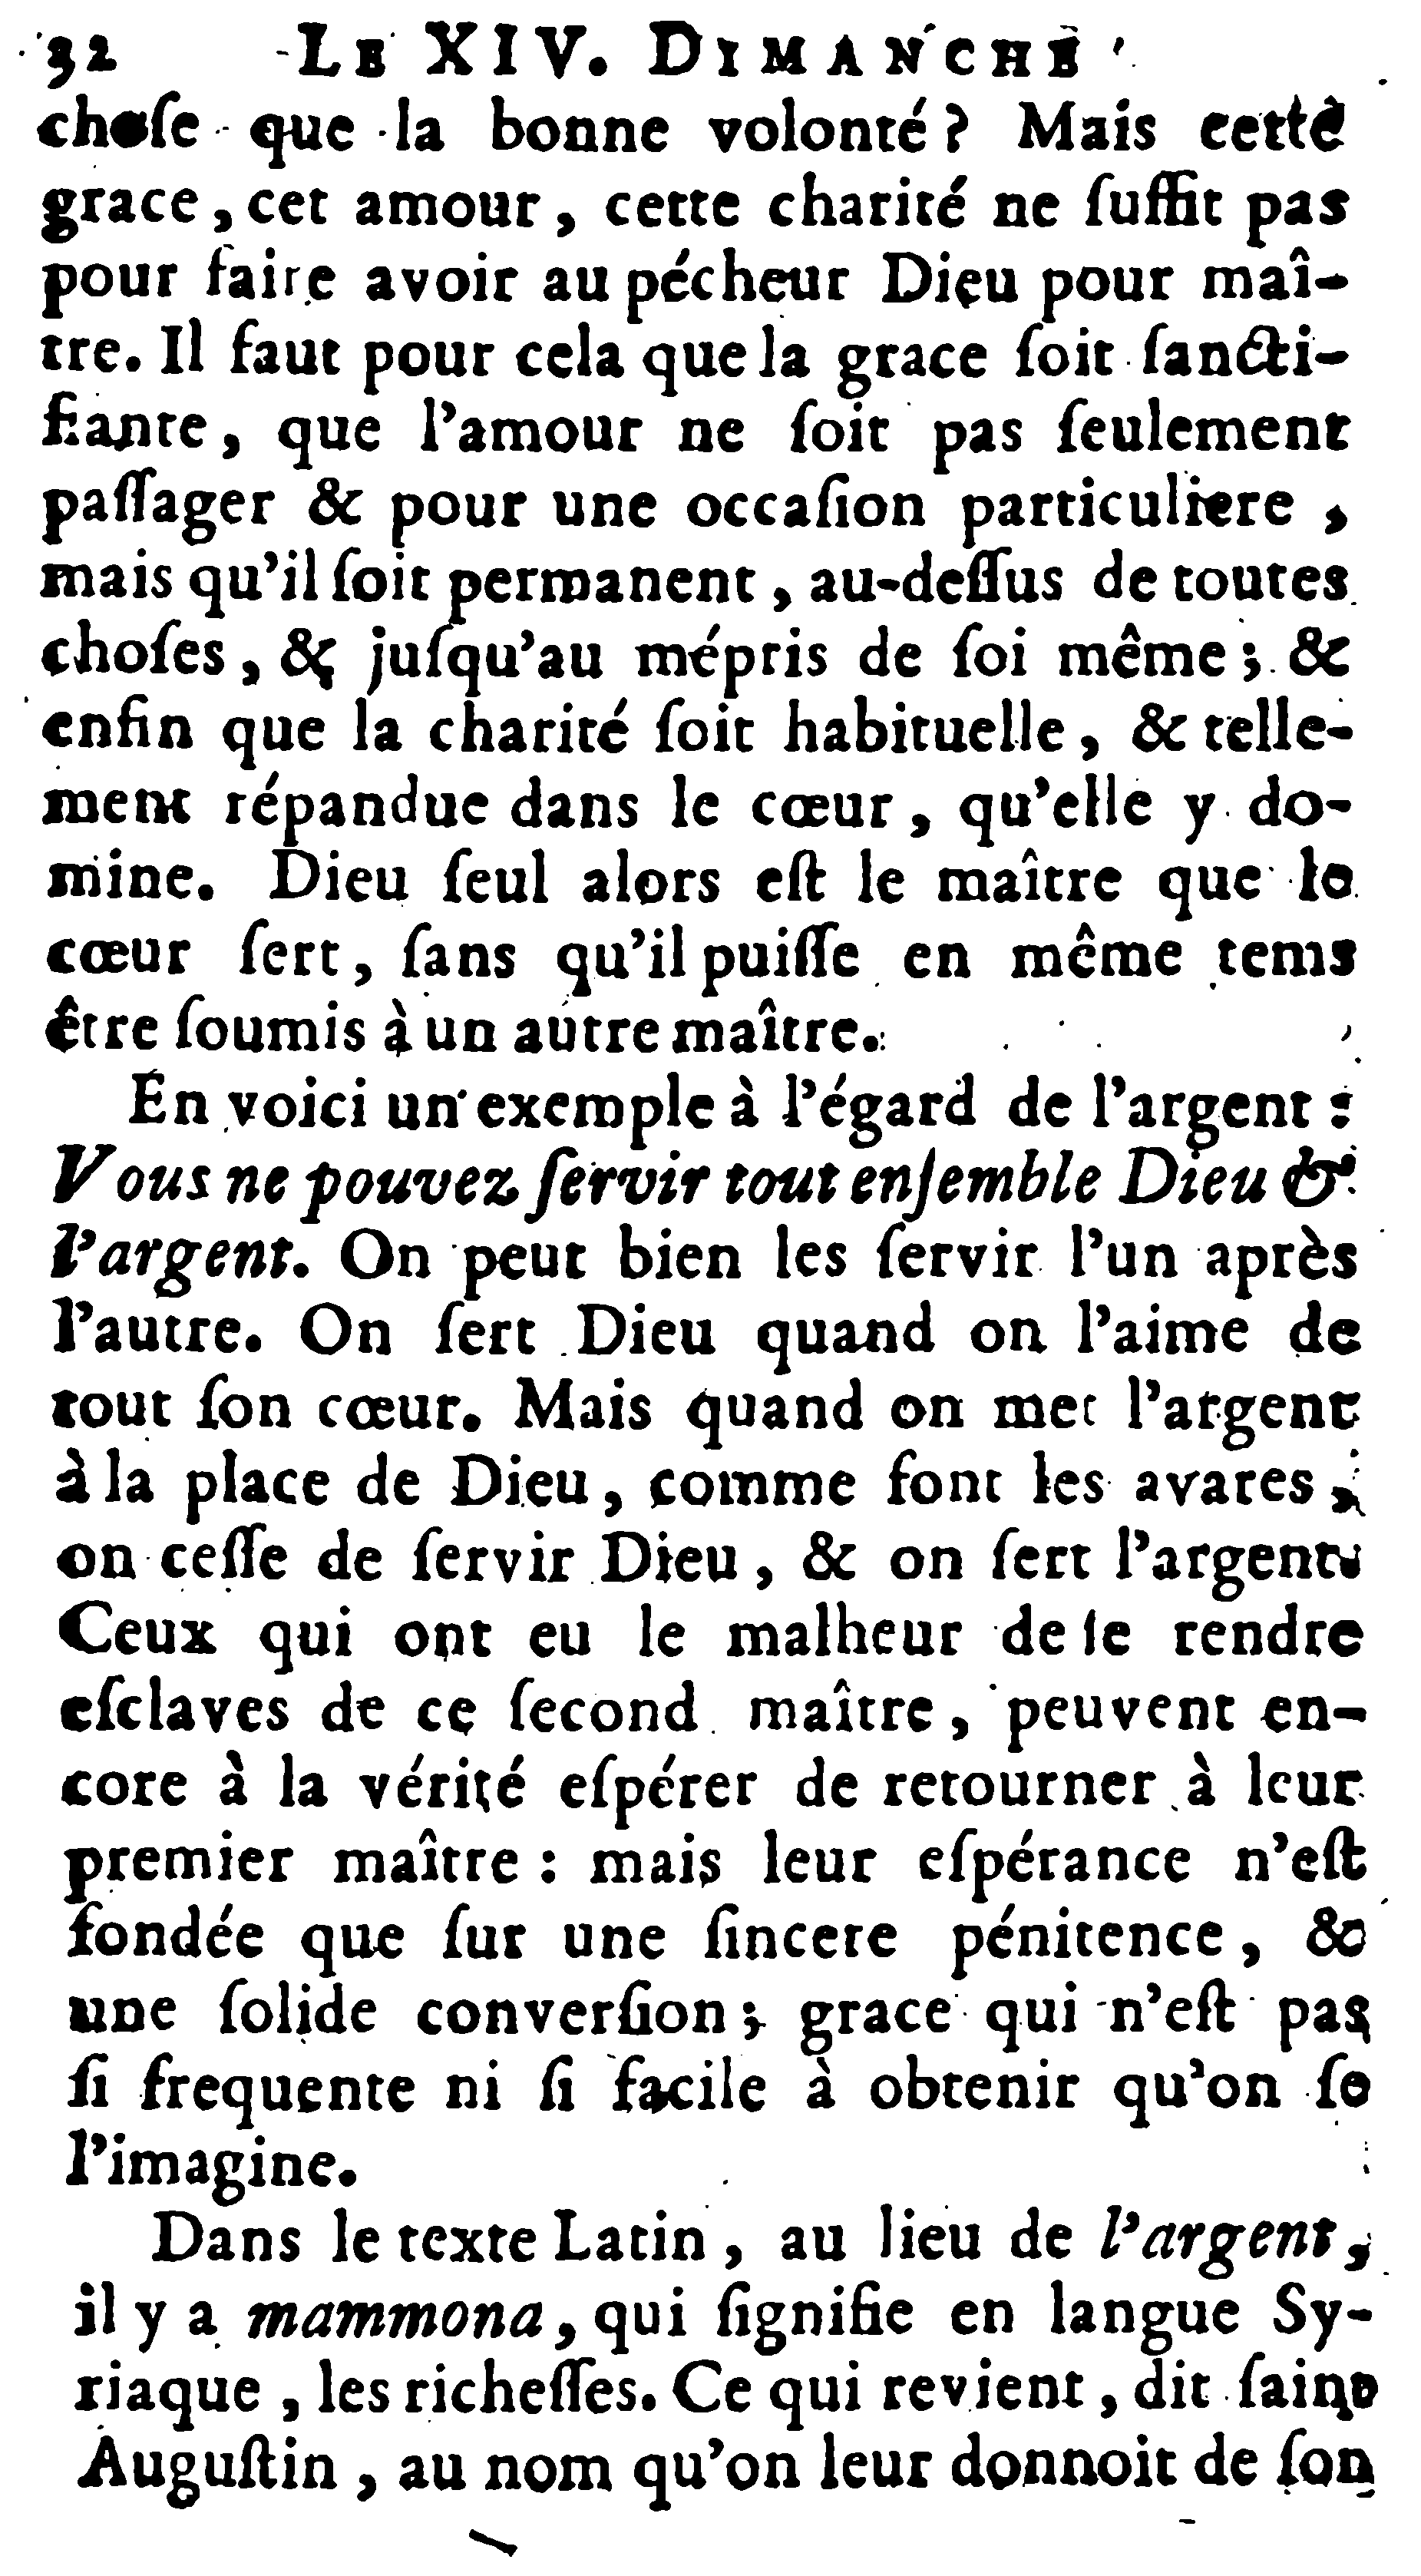 32 LE XIV. DIMANCHE
choſe que la bonne volonté? Mais cette
grace, cet amour, cette charité ne ſuffit pas
pour faire avoir au pécheur Dieu pour maî-
tre. Il faut pour cela que la grace ſoit ſancti-
fiante, que l'amour ne ſoit pas ſeulement
paſſager & pour une occaſion particuliere,
mais qu'il ſoit permanent, au-deſſus de toutes
choſes, & juſqu'au mépris de ſoi même; &
enfin que la charité ſoit habituelle, & telle-
ment répandue dans le cœur, qu'elle y do-
mine. Dieu ſeul alors eſt le maître que le
cœur ſert, ſans qu'il puiſſe en même tems
être ſoumis à un autre maître.
En voici un exemple à l'égard de l'argent:
Vous ne pouvez ſervir tout enſemble Dieu &
l'argent. On peut bien les ſervir l'un après
l'autre. On ſert Dieu quand on l'aime de
tout ſon cœur. Mais quand on met l'argent
à la place de Dieu, comme font les avares,
on ceſſe de ſervir Dieu, & on ſert l'argent.
Ceux qui ont eu le malheur de ſe rendre
eſclaves de ce ſecond maître, peuvent en-
core à la vérité eſpérer de retourner à leur
premier maître: mais leur eſpérance n'eſt
fondée que ſur une ſincere pénitence, &
une ſolide converſion; grace qui n'eſt pas
ſi frequente ni ſi facile à obtenir qu'on ſe
l'imagine.
Dans le texte Latin, au lieu de l'argent,
il y a mammona, qui ſignifie en langue Sy-
riaque, les richeſſes. Ce qui revient, dit ſaint
Auguſtin, au nom qu'on leur donnoit de ſon